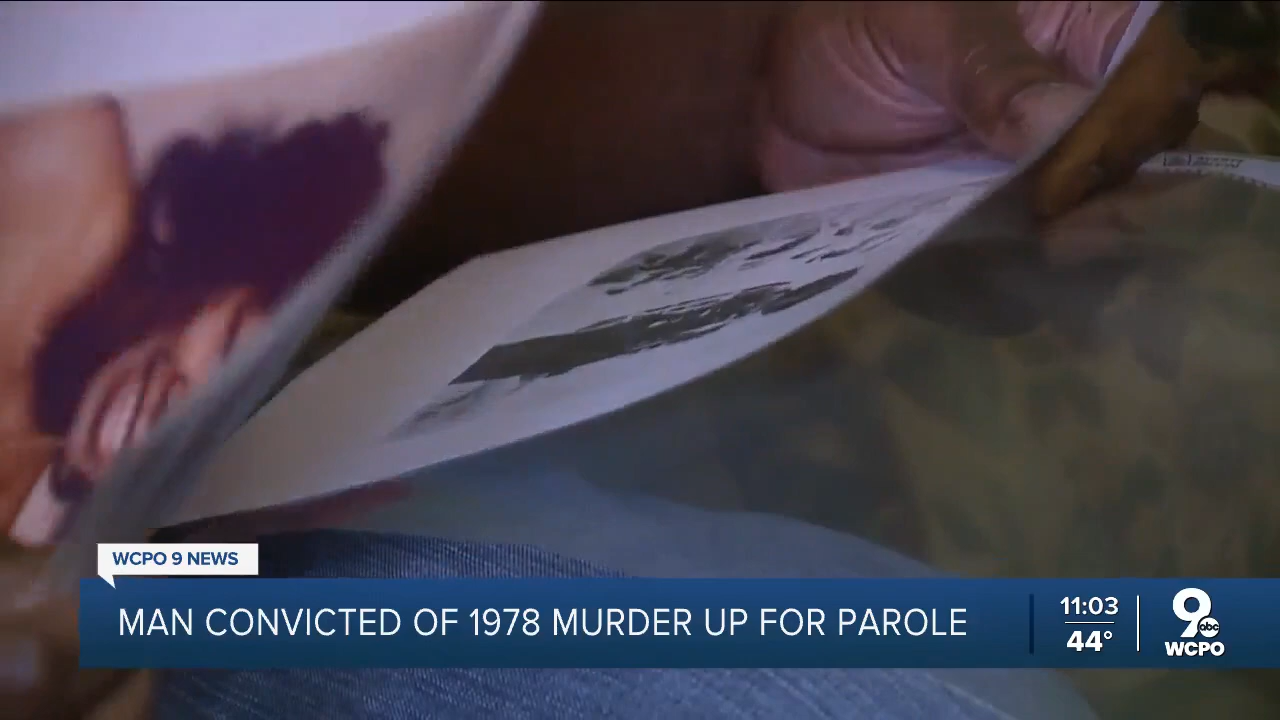 WCPO 9 NEWS
MAN CONVICTED OF 1978 MURDER UP FOR PAROLE
11:03
44°
9
abc
WCPO